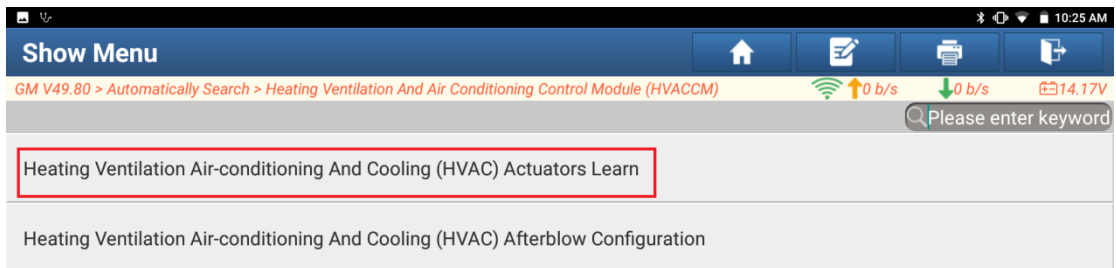 10:25 AM
Show Menu
GM V49.80 > Automatically Search > Heating Ventilation And Air Conditioning Control Module (HVACCM) 0 b/s 0 b/s 14.17V
Please enter keyword
Heating Ventilation Air-conditioning And Cooling (HVAC) Actuators Learn
Heating Ventilation Air-conditioning And Cooling (HVAC) Afterblow Configuration